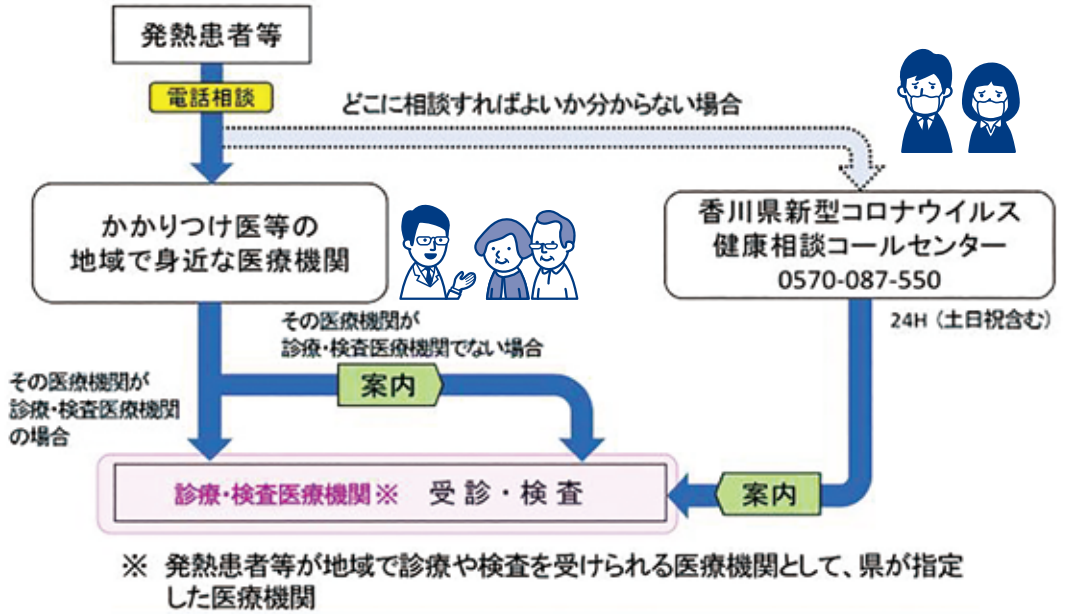 発熱患者等
電話相談
どこに相談すればよいか分からない場合
かかりつけ医等の
地域で身近な医療機関
香川県新型コロナウイルス
健康相談コールセンター
0570-087-550
24H（土日祝含む）
その医療機関が
診療・検査医療機関でない場合
案内
その医療機関が
診療・検査医療機関
の場合
診療・検査医療機関※ 受診・検査
案内
※ 発熱患者等が地域で診療や検査を受けられる医療機関として、県が指定
した医療機関